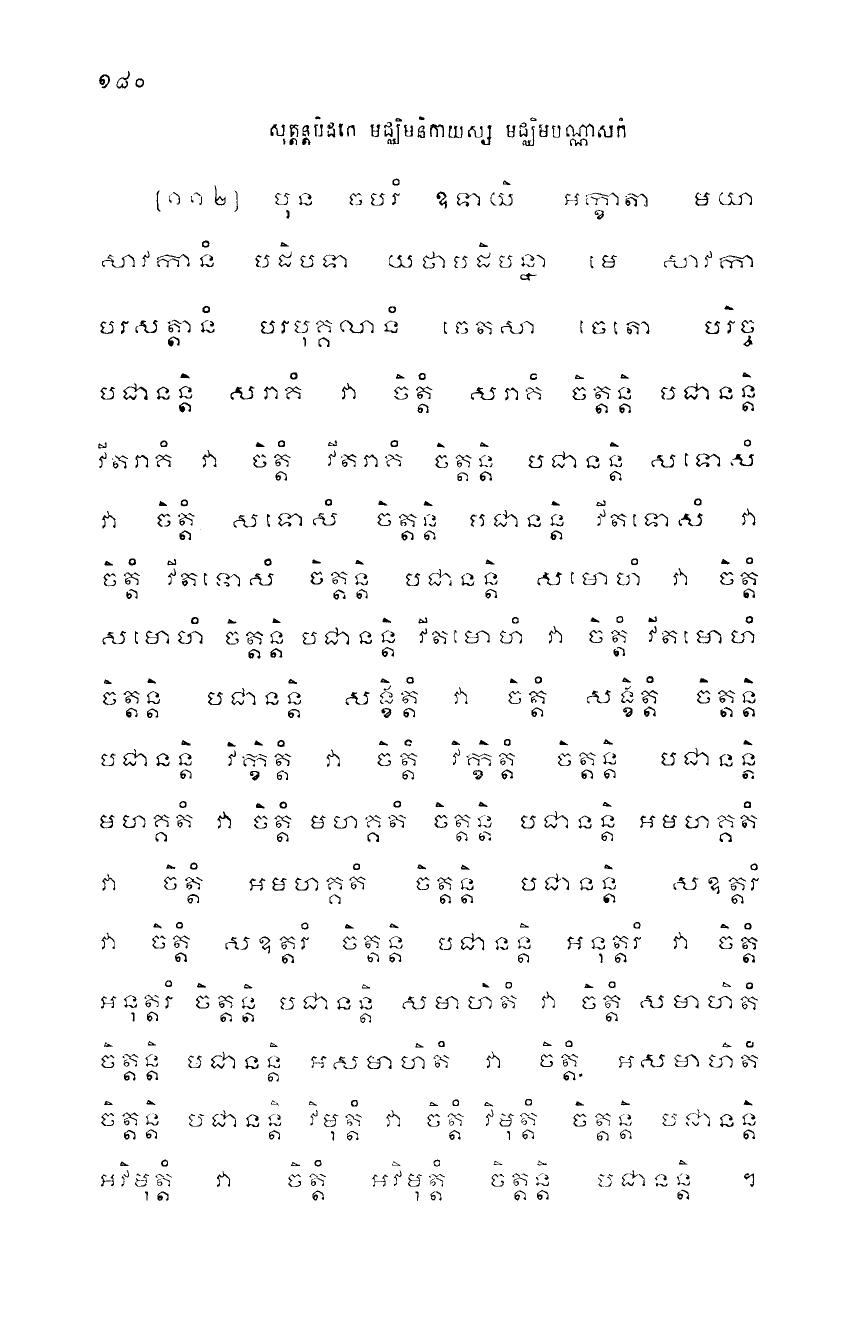 ១៨០
សុត្តន្តបិដកេ មជ្ឈិមនិកាយស្ស មជ្ឈិមបណ្ណាសកំ
[១១២] បុន ចបរំ ឧទាយិ អក្ខាតា មយា
សាវកានំ បដិបទា យថាបដិបន្នា មេ សាវកា
បរសត្តានំ បរបុគ្គលានំ ចេតសា ចេតោ បរិច្ច
បជានន្តិ សរាគំ វា ចិត្តំ សរាគំ ចិត្តន្តិ បជានន្តិ
វីតរាគំ វា ចិត្តំ វីតរាគំ ចិត្តន្តិ បជានន្តិ សទោសំ
វា ចិត្តំ សទោសំ ចិត្តន្តិ បជានន្តិ វីតទោសំ វា
ចិត្តំ វីតទោសំ ចិត្តន្តិ បជានន្តិ សមោហំ វា ចិត្តំ
សមោហំ ចិត្តន្តិ បជានន្តិ វីតមោហំ វា ចិត្តំ វីតមោហំ
ចិត្តន្តិ បជានន្តិ សង្ខិត្តំ វា ចិត្តំ សង្ខិត្តំ ចិត្តន្តិ
បជានន្តិ វិក្ខិត្តំ វា ចិត្តំ វិក្ខិត្តំ ចិត្តន្តិ បជានន្តិ
មហគ្គតំ វា ចិត្តំ មហគ្គតំ ចិត្តន្តិ បជានន្តិ អមហគ្គតំ
វា ចិត្តំ អមហគ្គតំ ចិត្តន្តិ បជានន្តិ សឧត្តរំ
វា ចិត្តំ សឧត្តរំ ចិត្តន្តិ បជានន្តិ អនុត្តរំ វា ចិត្តំ
អនុត្តរំ ចិត្តន្តិ បជានន្តិ សមាហិតំ វា ចិត្តំ សមាហិតំ
ចិត្តន្តិ បជានន្តិ អសមាហិតំ វា ចិត្តំ អសមាហិតំ
ចិត្តន្តិ បជានន្តិ វិមុត្តំ វា ចិត្តំ វិមុត្តំ ចិត្តន្តិ បជានន្តិ
អវិមុត្តំ វា ចិត្តំ អវិមុត្តំ ចិត្តន្តិ បជានន្តិ ។